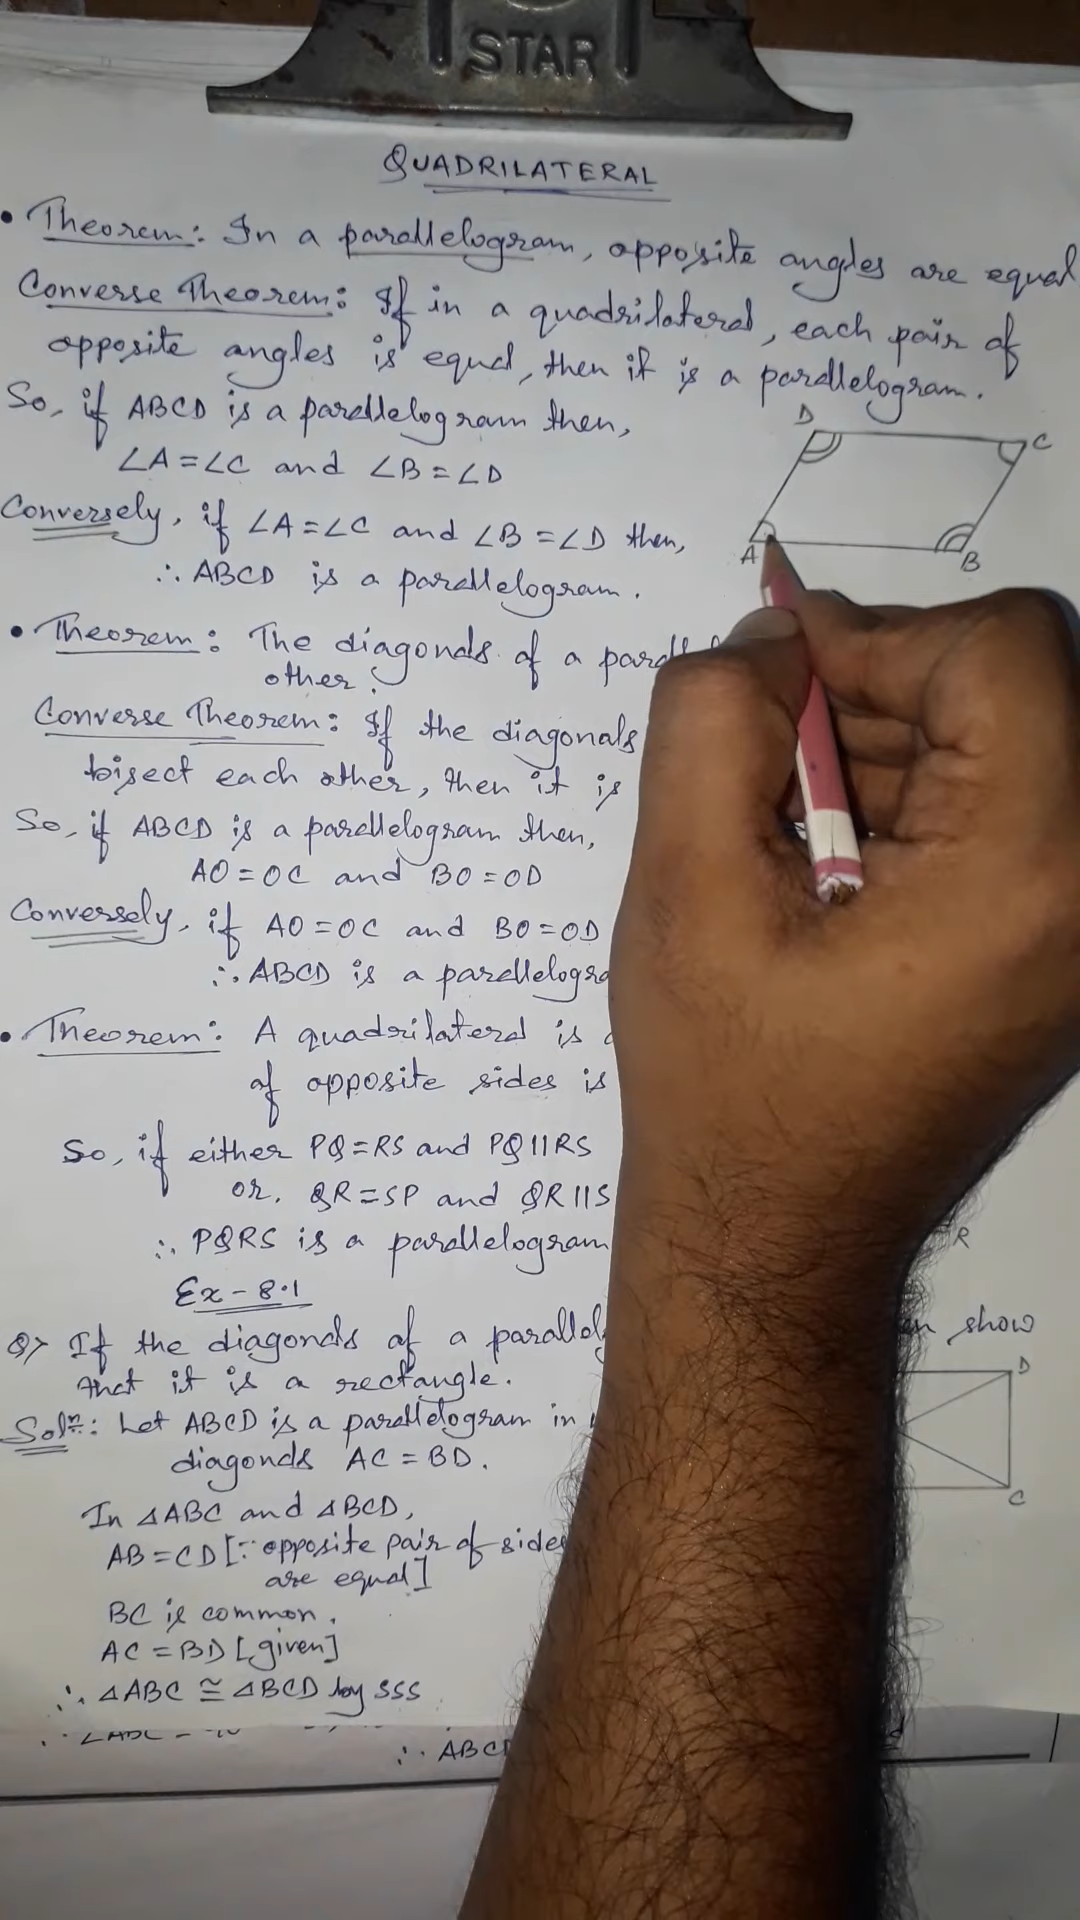 STAR
QUADRILATERAL
• Theorem: In a parallelogram, opposite angles are equal
Converse Theorem: If in a quadrilateral, each pair of
opposite angles is equal, then it is a parallelogram.
So, if ABCD is a parallelogram then,
∠A=∠C and ∠B=∠D
D
C
A
B
Conversely, if ∠A=∠C and ∠B=∠D then,
∴ ABCD is a parallelogram.
• Theorem: The diagonals of a
other.
Converse Theorem: If the diagonals
bisect each other, then it is
So, if ABCD is a parallelogram then,
AO=OC and BO=OD
Conversely, if AO=OC and BO=OD
∴ ABCD is a
• Theorem: A quadrilateral is
of opposite sides is
So, if either PQ=RS and PQ||RS
or, QR=SP and QR||S
∴ PQRS is a parallelogram
R
Ex-8.1
Q> If the diagonals of a show
that it is a rectangle.
D
C
Soln: Let ABCD is a parallelogram in
diagonals AC=BD.
In △ABC and △BCD,
AB=CD [∵ opposite pair of sides
are equal]
BC is common.
AC=BD [given]
∴ △ABC ≅ △BCD by SSS
∴ ABCD